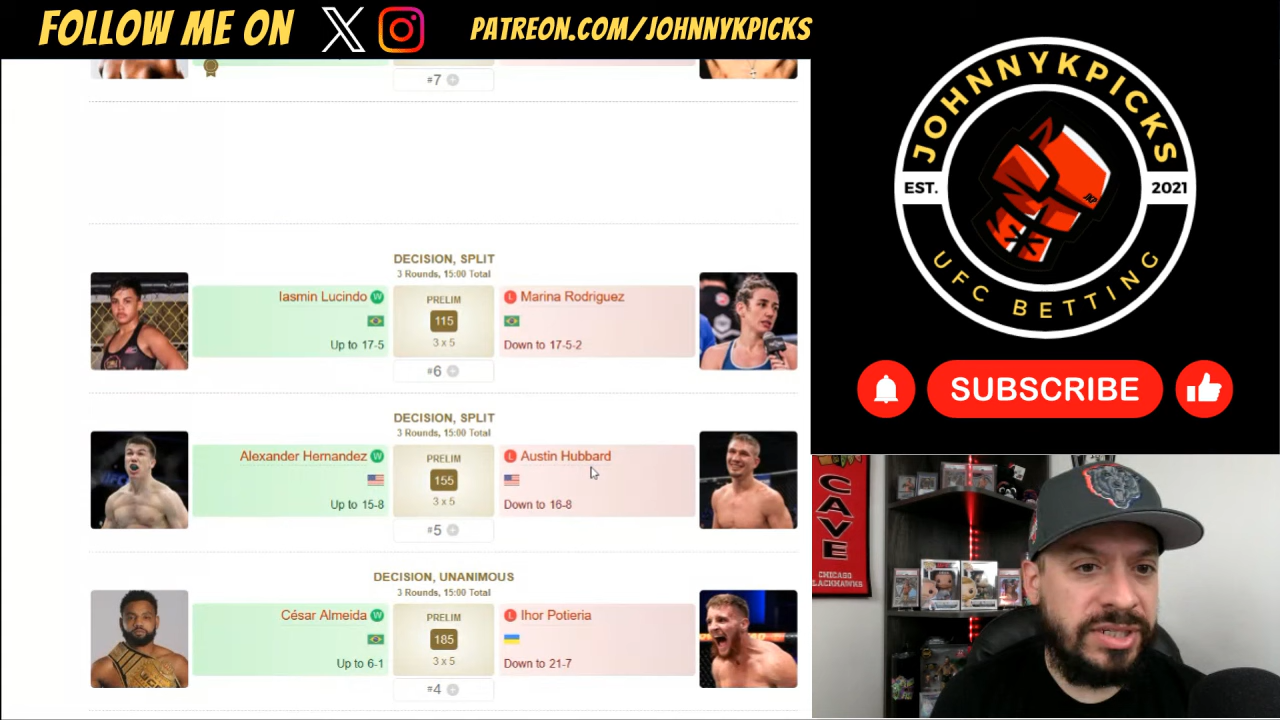 FOLLOW ME ON
PATREON.COM/JOHNNYKPICKS
#7
DECISION, SPLIT
3 Rounds, 15:00 Total
Iasmin Lucindo W
PRELIM
L Marina Rodriguez
115
Up to 17-5
3 x 5
Down to 17-5-2
#6
DECISION, SPLIT
3 Rounds, 15:00 Total
Alexander Hernandez W
PRELIM
L Austin Hubbard
155
Up to 15-8
3 x 5
Down to 16-8
#5
DECISION, UNANIMOUS
3 Rounds, 15:00 Total
César Almeida W
PRELIM
L Ihor Potieria
185
Up to 6-1
3 x 5
Down to 21-7
#4
JOHNNYKPICKS
EST.
2021
JKP
UFC BETTING
SUBSCRIBE
CAVE
CHICAGO
BLACKHAWKS